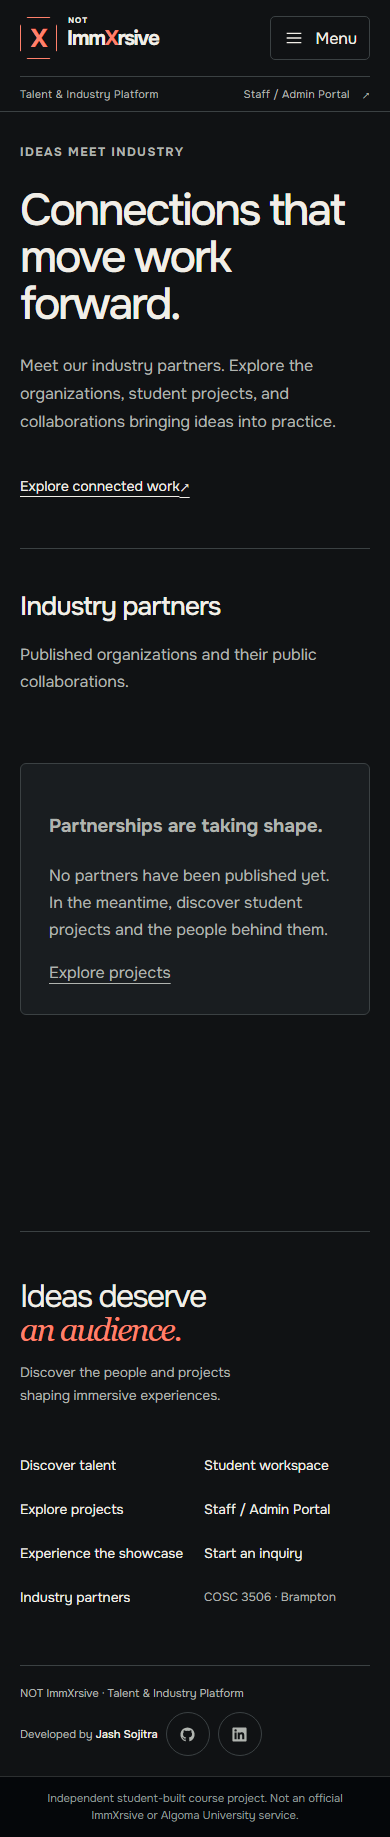 X
NOT
ImmXrsive
Menu
Talent & Industry Platform
Staff / Admin Portal ↗
IDEAS MEET INDUSTRY
Connections that
move work
forward.
Meet our industry partners. Explore the
organizations, student projects, and
collaborations bringing ideas into practice.
Explore connected work↗
Industry partners
Published organizations and their public
collaborations.
Partnerships are taking shape.
No partners have been published yet.
In the meantime, discover student
projects and the people behind them.
Explore projects
Ideas deserve
an audience.
Discover the people and projects
shaping immersive experiences.
Discover talent
Student workspace
Explore projects
Staff / Admin Portal
Experience the showcase
Start an inquiry
Industry partners
COSC 3506 · Brampton
NOT ImmXrsive · Talent & Industry Platform
Developed by Jash Sojitra
in
Independent student-built course project. Not an official
ImmXrsive or Algoma University service.